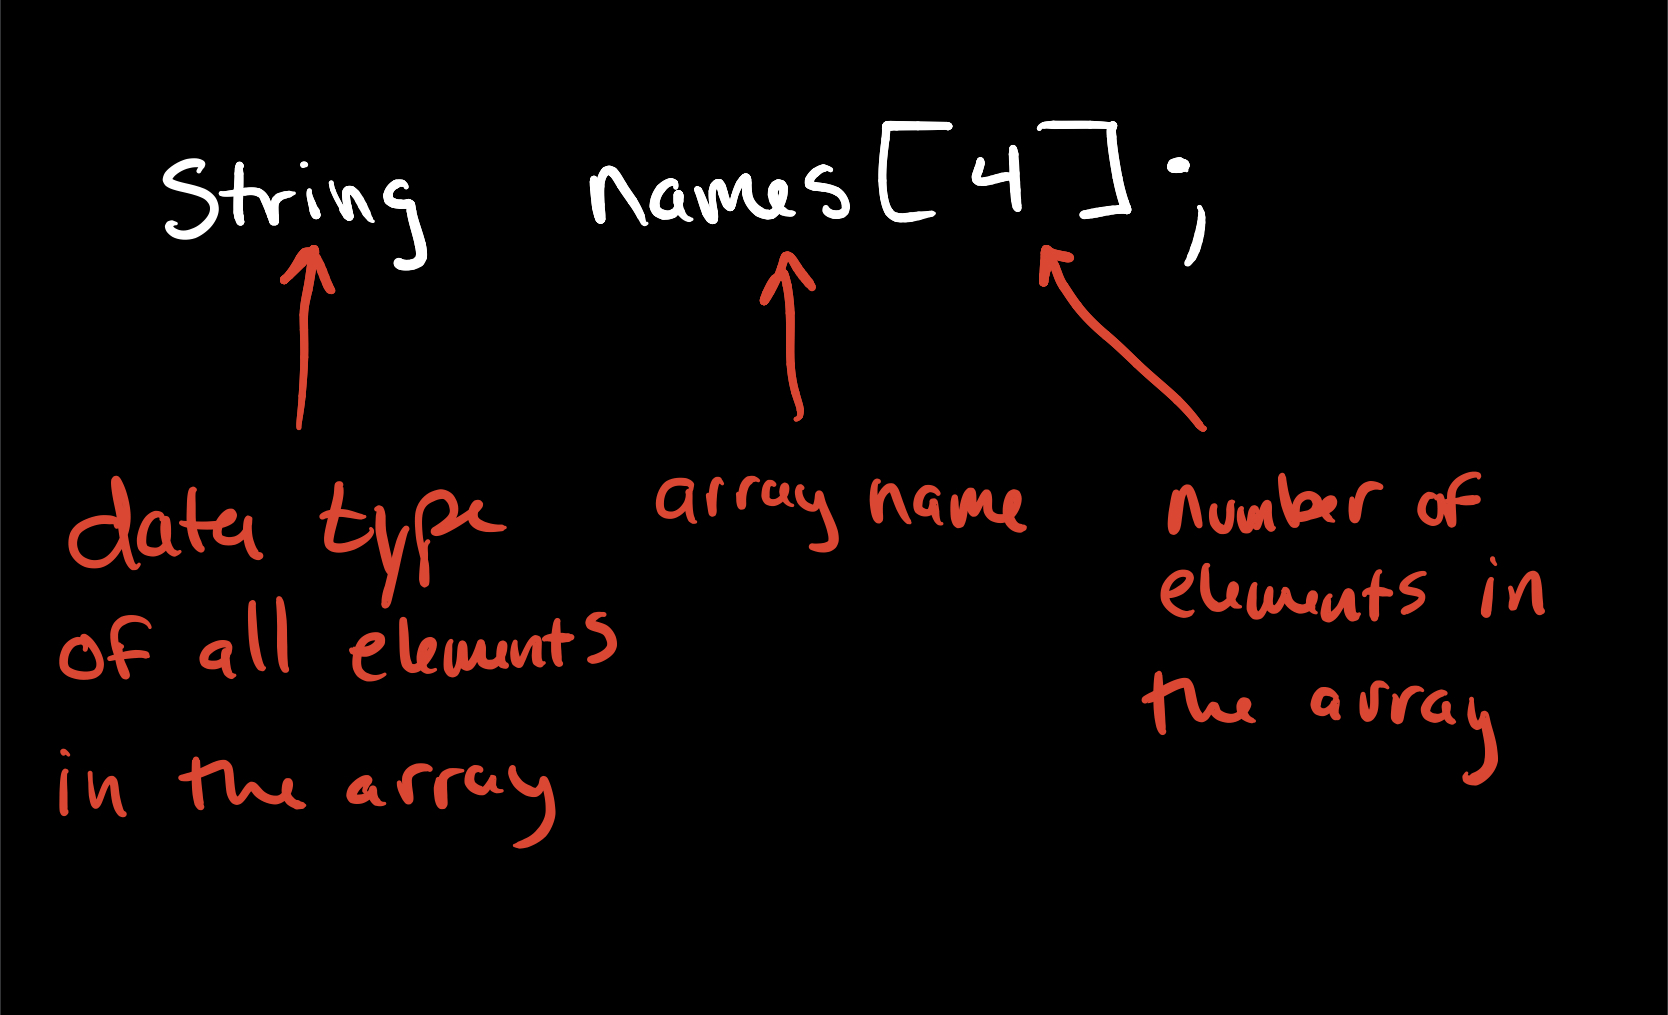 String names[4];
data type
of all elements
in the array
array name
number of
elements in
the array